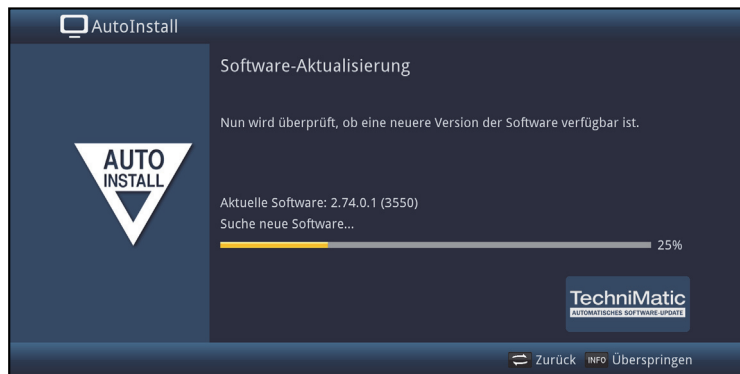 AutoInstall
Software-Aktualisierung
Nun wird überprüft, ob eine neuere Version der Software verfügbar ist.
AUTO
INSTALL
Aktuelle Software: 2.74.0.1 (3550)
Suche neue Software...
25%
TechniMatic
AUTOMATISCHES SOFTWARE-UPDATE
Zurück INFO Überspringen